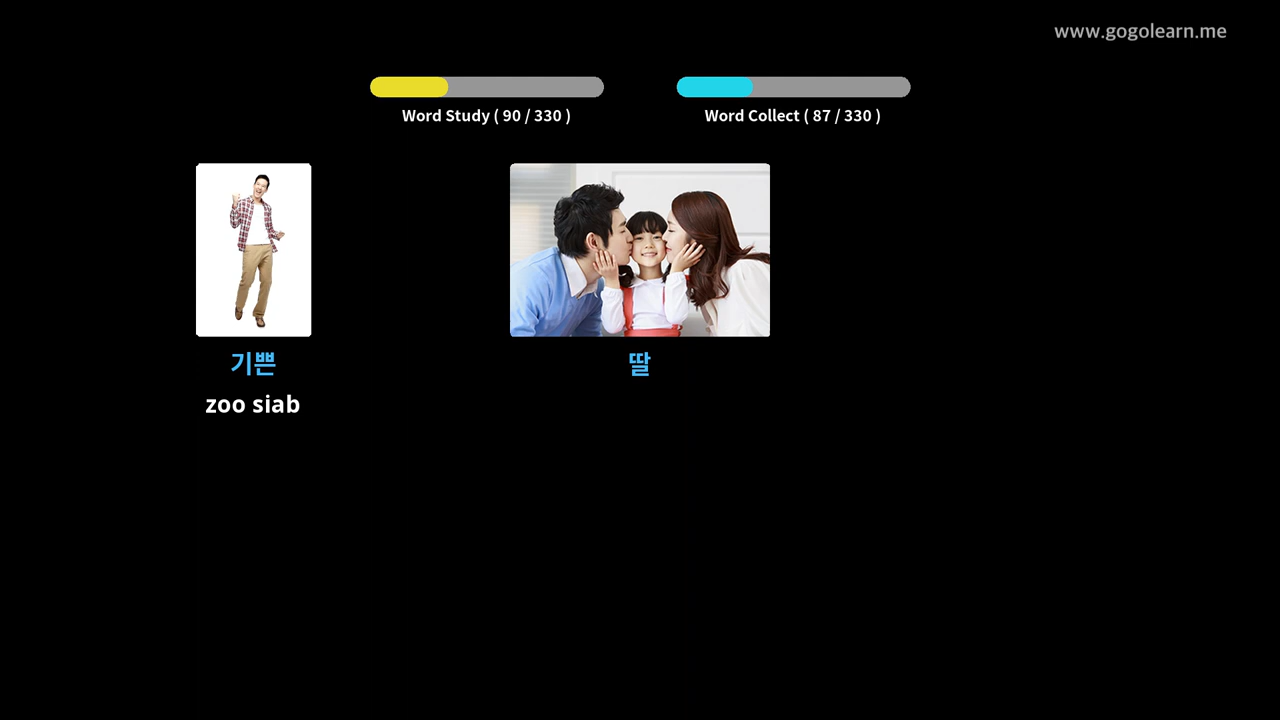 www.gogolearn.me
Word Study ( 90 / 330 )
Word Collect ( 87 / 330 )
기쁜
딸
zoo siab